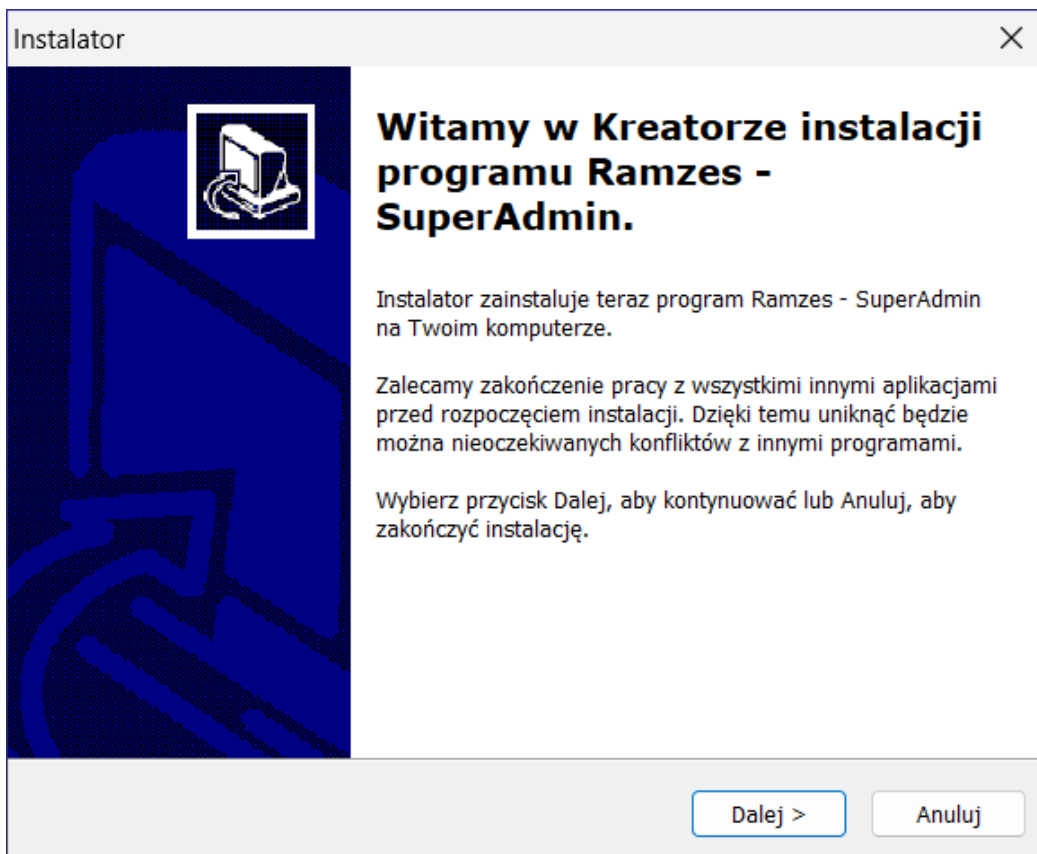 Instalator
Witamy w Kreatorze instalacji
programu Ramzes -
SuperAdmin.
Instalator zainstaluje teraz program Ramzes - SuperAdmin
na Twoim komputerze.
Zalecamy zakończenie pracy z wszystkimi innymi aplikacjami
przed rozpoczęciem instalacji. Dzięki temu uniknąć będzie
można nieoczekiwanych konfliktów z innymi programami.
Wybierz przycisk Dalej, aby kontynuować lub Anuluj, aby
zakończyć instalację.
Dalej > Anuluj